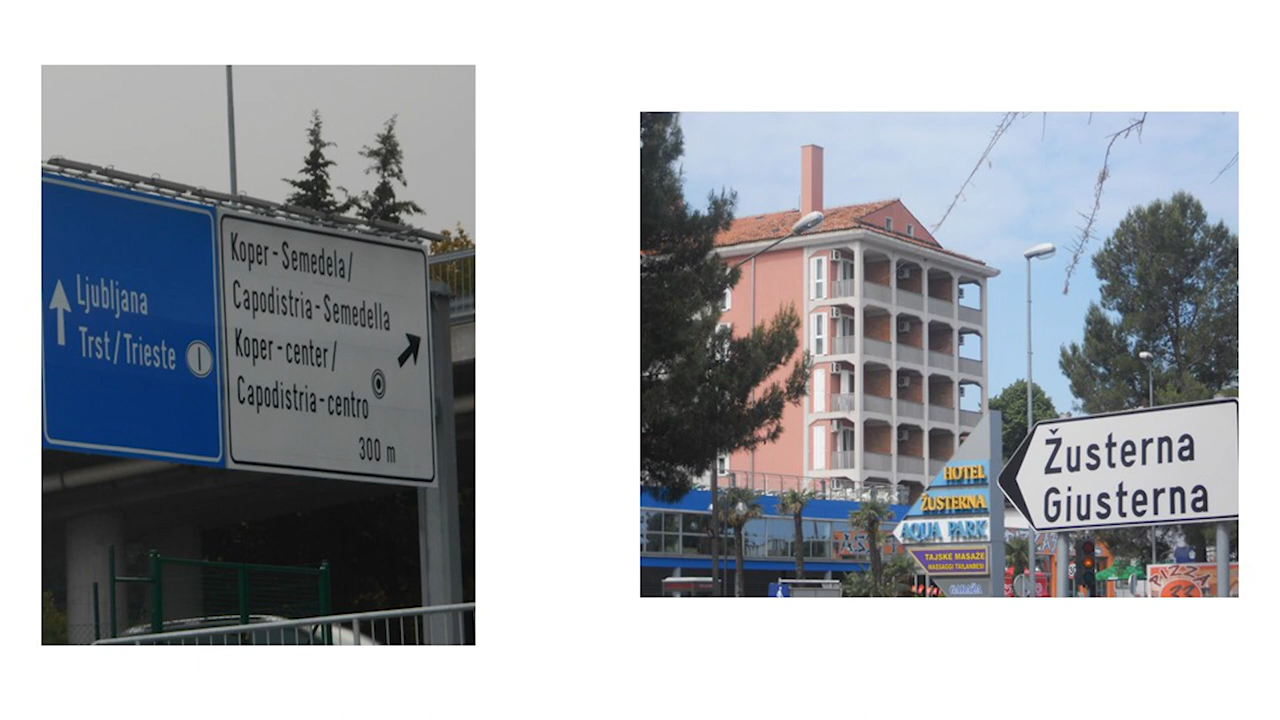 Ljubljana
Trst/Trieste
Koper-Semedela/
Capodistria-Semedella
Koper-center/
Capodistria-centro
300 m
HOTEL
ŽUSTERNA
AQUA PARK
TAJSKE MASAŽE
MASSAGGI TAILANDESI
Žusterna
Giusterna
PIZZA